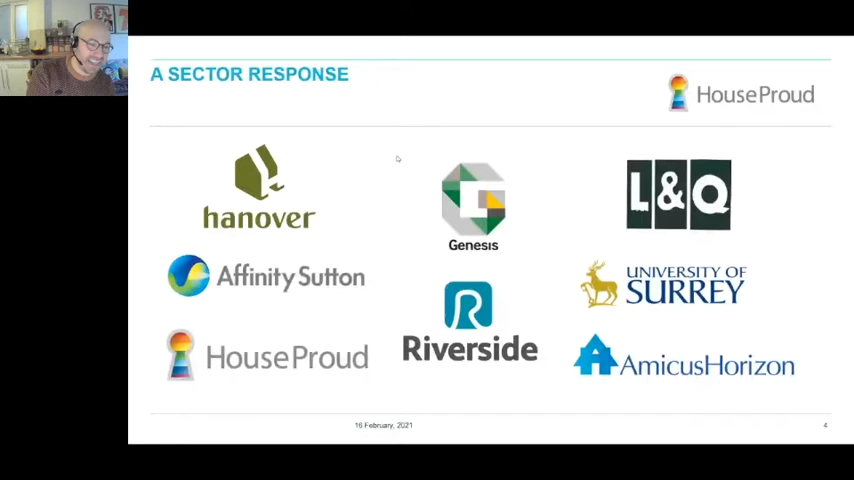 A SECTOR RESPONSE
HouseProud
hanover
Genesis
L&Q
Affinity Sutton
UNIVERSITY OF
SURREY
HouseProud
Riverside
AmicusHorizon
16 February, 2021
4